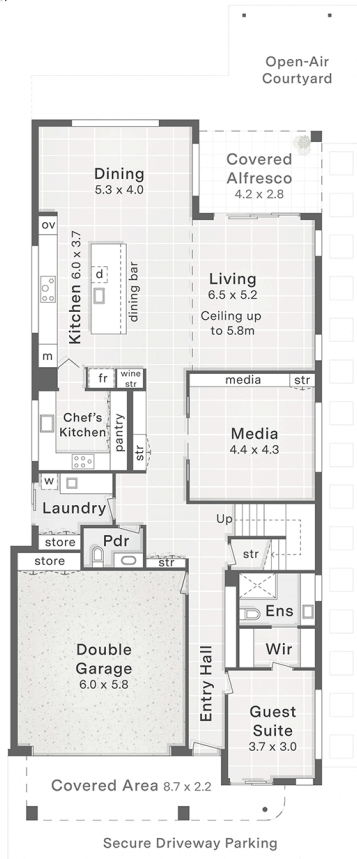 Open-Air
Courtyard
Dining
5.3 x 4.0
Covered
Alfresco
4.2 x 2.8
ov
Kitchen 6.0 x 3.7
d
dining bar
Living
6.5 x 5.2
Ceiling up
to 5.8m
m
fr
wine
str
media
str
Chef's
Kitchen
pantry
str
Media
4.4 x 4.3
w
Laundry
Up
store
Pdr
str
str
store
Ens
Double
Garage
6.0 x 5.8
Wir
Entry Hall
Guest
Suite
3.7 x 3.0
Covered Area 8.7 x 2.2
Secure Driveway Parking